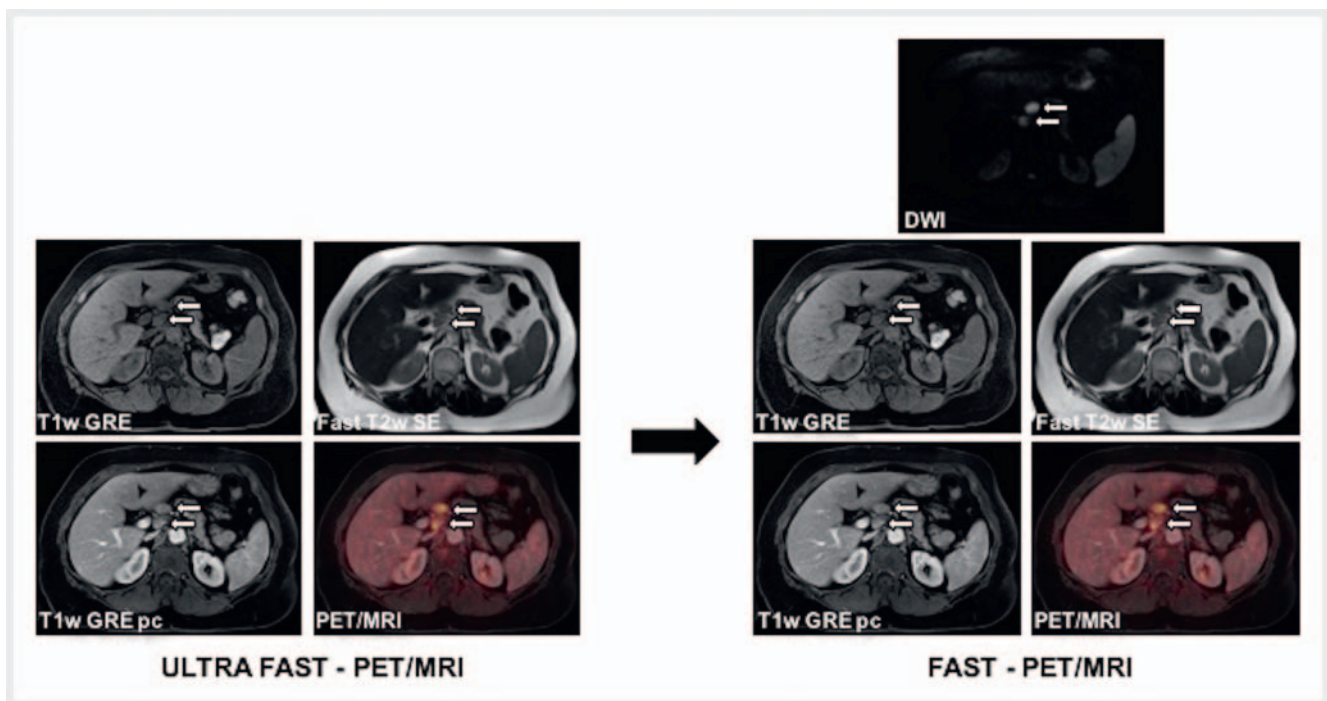 DWI
T1w GRE
Fast T2w SE
T1w GRE
Fast T2w SE
T1w GRE pc
PET/MRI
T1w GRE pc
PET/MRI
ULTRA FAST - PET/MRI
FAST - PET/MRI